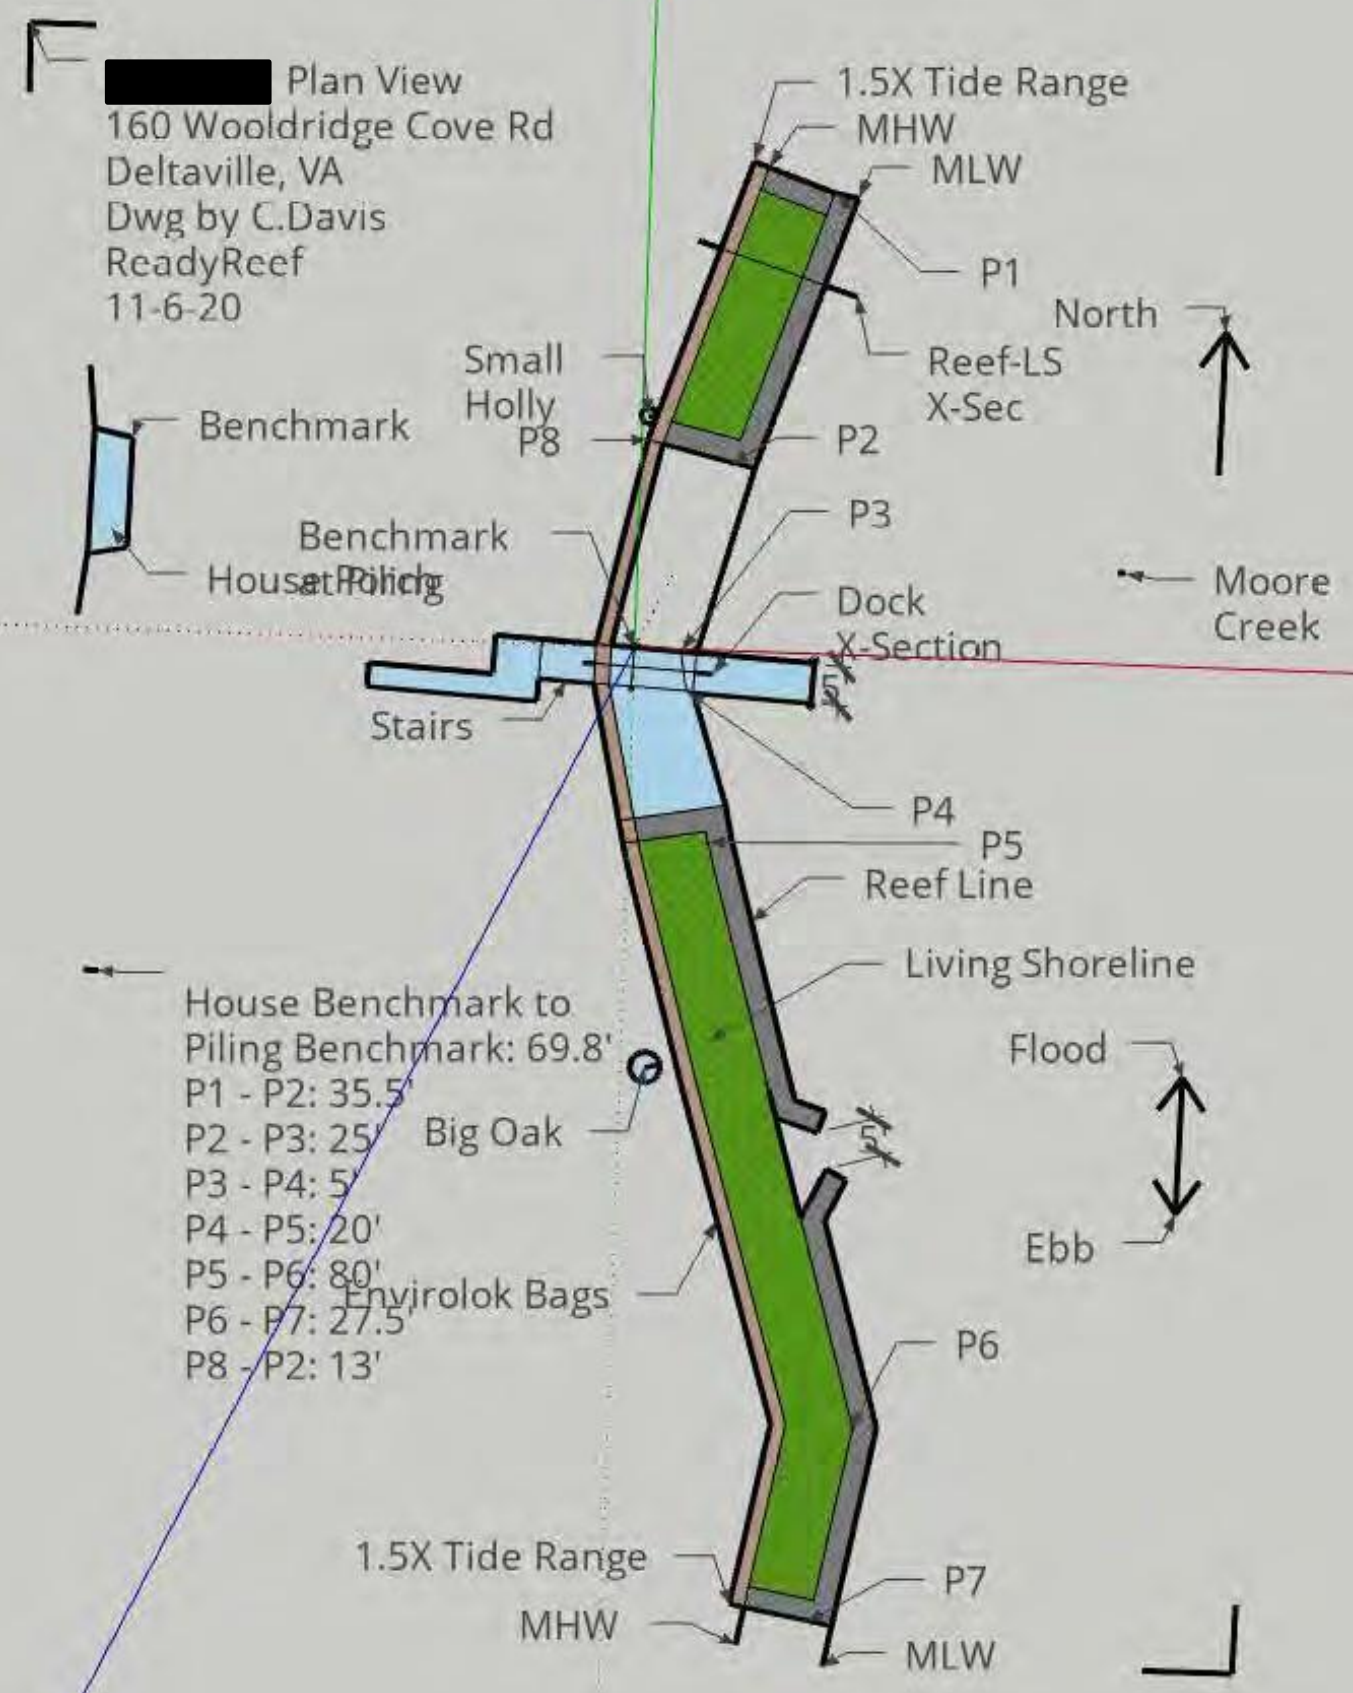 Plan View
160 Wooldridge Cove Rd
Deltaville, VA
Dwg by C.Davis
ReadyReef
11-6-20
1.5X Tide Range
MHW
MLW
P1
North
Small
Holly
P8
Reef-LS
X-Sec
P2
Benchmark
P3
Benchmark
at Piling
House Porch
Dock
X-Section
Moore
Creek
5'
Stairs
P4
P5
Reef Line
Living Shoreline
House Benchmark to
Piling Benchmark: 69.8'
P1 - P2: 35.5'
P2 - P3: 25'
P3 - P4: 5'
P4 - P5: 20'
P5 - P6: 80'
P6 - P7: 27.5'
P8 - P2: 13'
Flood
Big Oak
5'
Ebb
Envirolok Bags
P6
1.5X Tide Range
P7
MHW
MLW